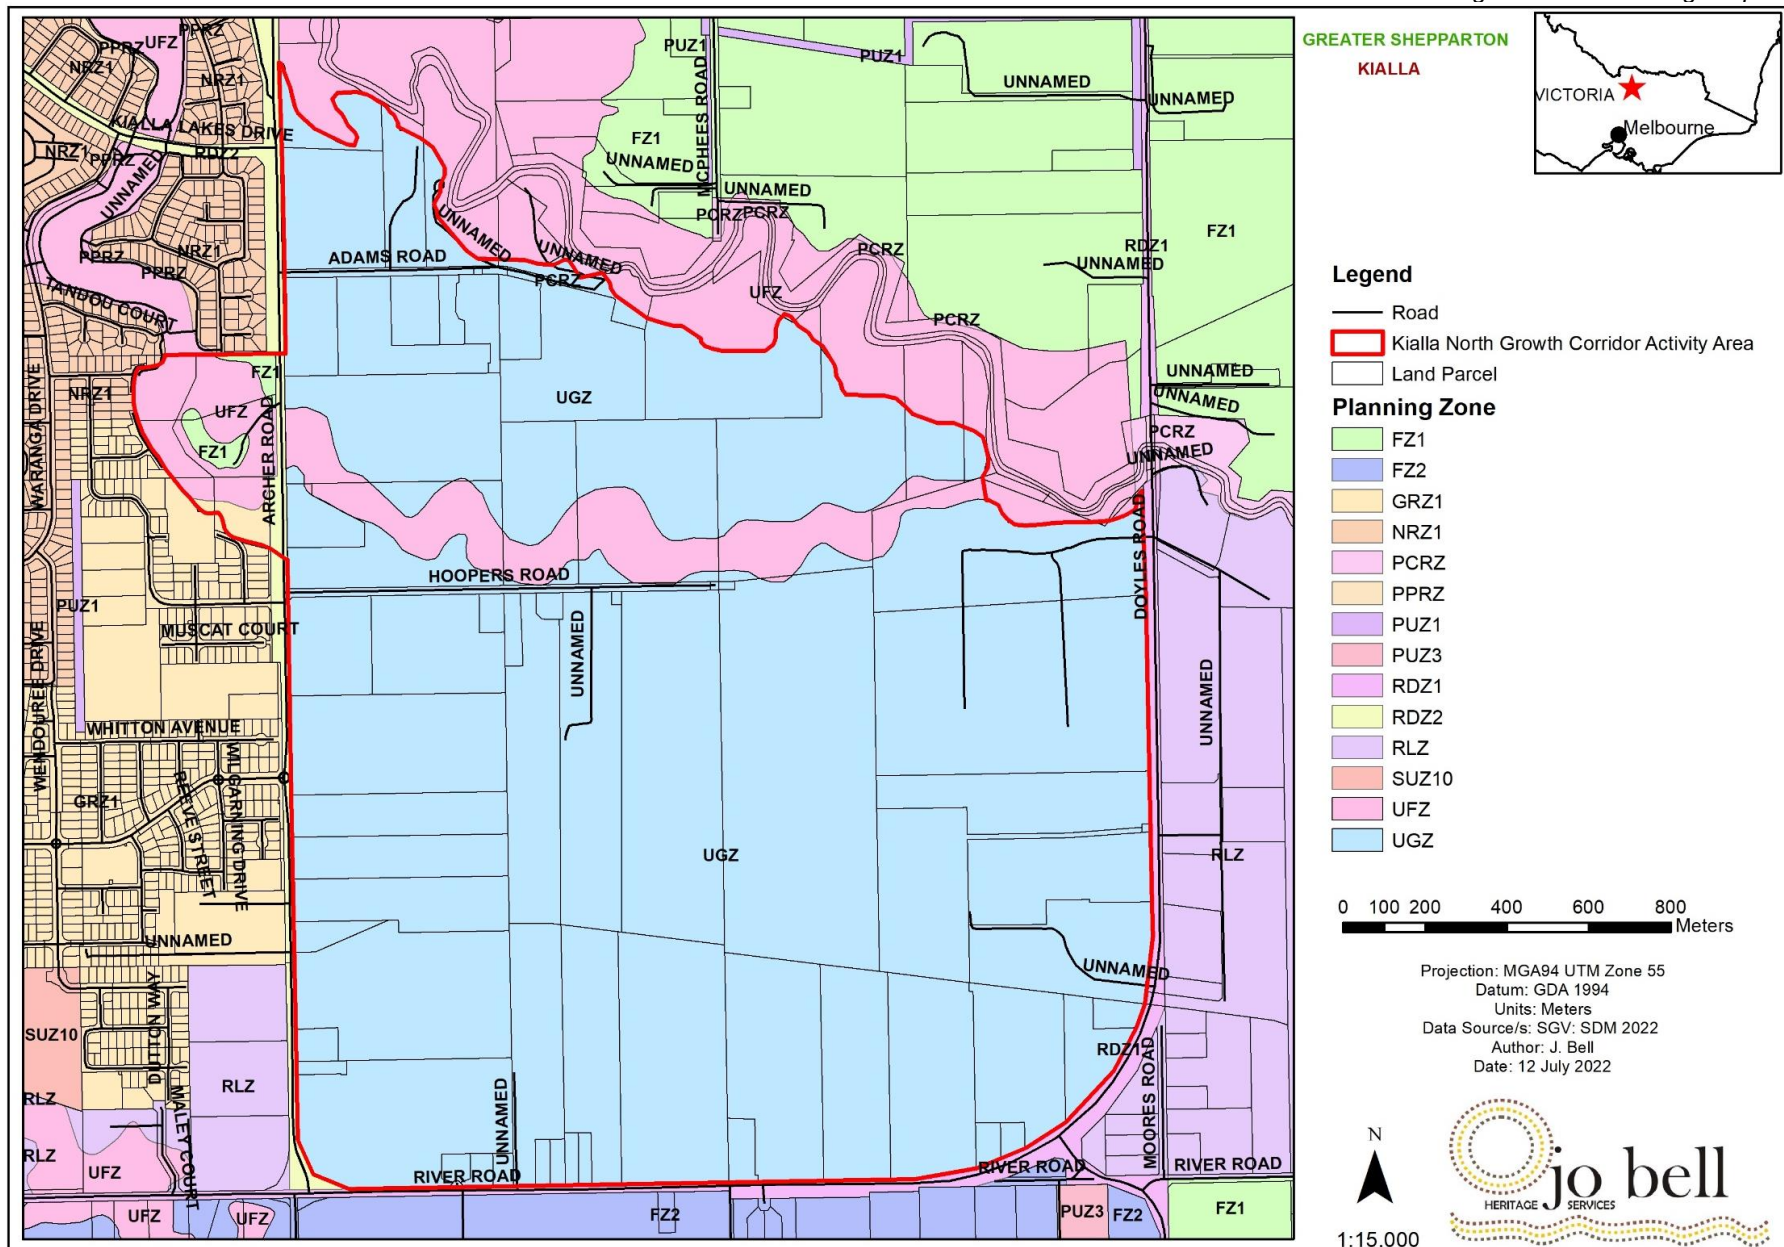 GREATER SHEPPARTON
KIALLA
VICTORIA
Melbourne
Legend
Road
Kialla North Growth Corridor Activity Area
Land Parcel
Planning Zone
FZ1
FZ2
GRZ1
NRZ1
PCRZ
PPRZ
PUZ1
PUZ3
RDZ1
RDZ2
RLZ
SUZ10
UFZ
UGZ
0 100 200 400 600 800
Meters
Projection: MGA94 UTM Zone 55
Datum: GDA 1994
Units: Meters
Data Source/s: SGV: SDM 2022
Author: J. Bell
Date: 12 July 2022
N
1:15,000
jo bell
HERITAGE SERVICES
PPRZ
PPRZ
UFZ
NRZ1
NRZ1
KIALLA LAKES DRIVE
NRZ1
PPRZ
RDZ2
UNNAMED
NRZ1
PPRZ
PPRZ
TANDOU COURT
PUZ1
PUZ1
MCPHEES ROAD
UNNAMED
UNNAMED
FZ1
UNNAMED
UNNAMED
PCRZ
PCRZ
UNNAMED
UNNAMED
ADAMS ROAD
PCRZ
PCRZ
RDZ1
FZ1
UNNAMED
UFZ
PCRZ
FZ1
NRZ1
UFZ
FZ1
ARCHER ROAD
WARANGA DRIVE
UGZ
UNNAMED
UNNAMED
PCRZ
UNNAMED
DOYLES ROAD
HOOPERS ROAD
PUZ1
MUSCAT COURT
UNNAMED
UNNAMED
WENDOUREE DRIVE
WHITTON AVENUE
GRZ1
REEVE STREET
WILGARNING DRIVE
UGZ
RLZ
UNNAMED
UNNAMED
SUZ10
DUTTON WAY
RLZ
RLZ
RLZ
UFZ
MALEY COURT
UNNAMED
RDZ1
MOORES ROAD
RIVER ROAD
RIVER ROAD
RIVER ROAD
UFZ
UFZ
FZ2
PUZ3
FZ2
FZ1